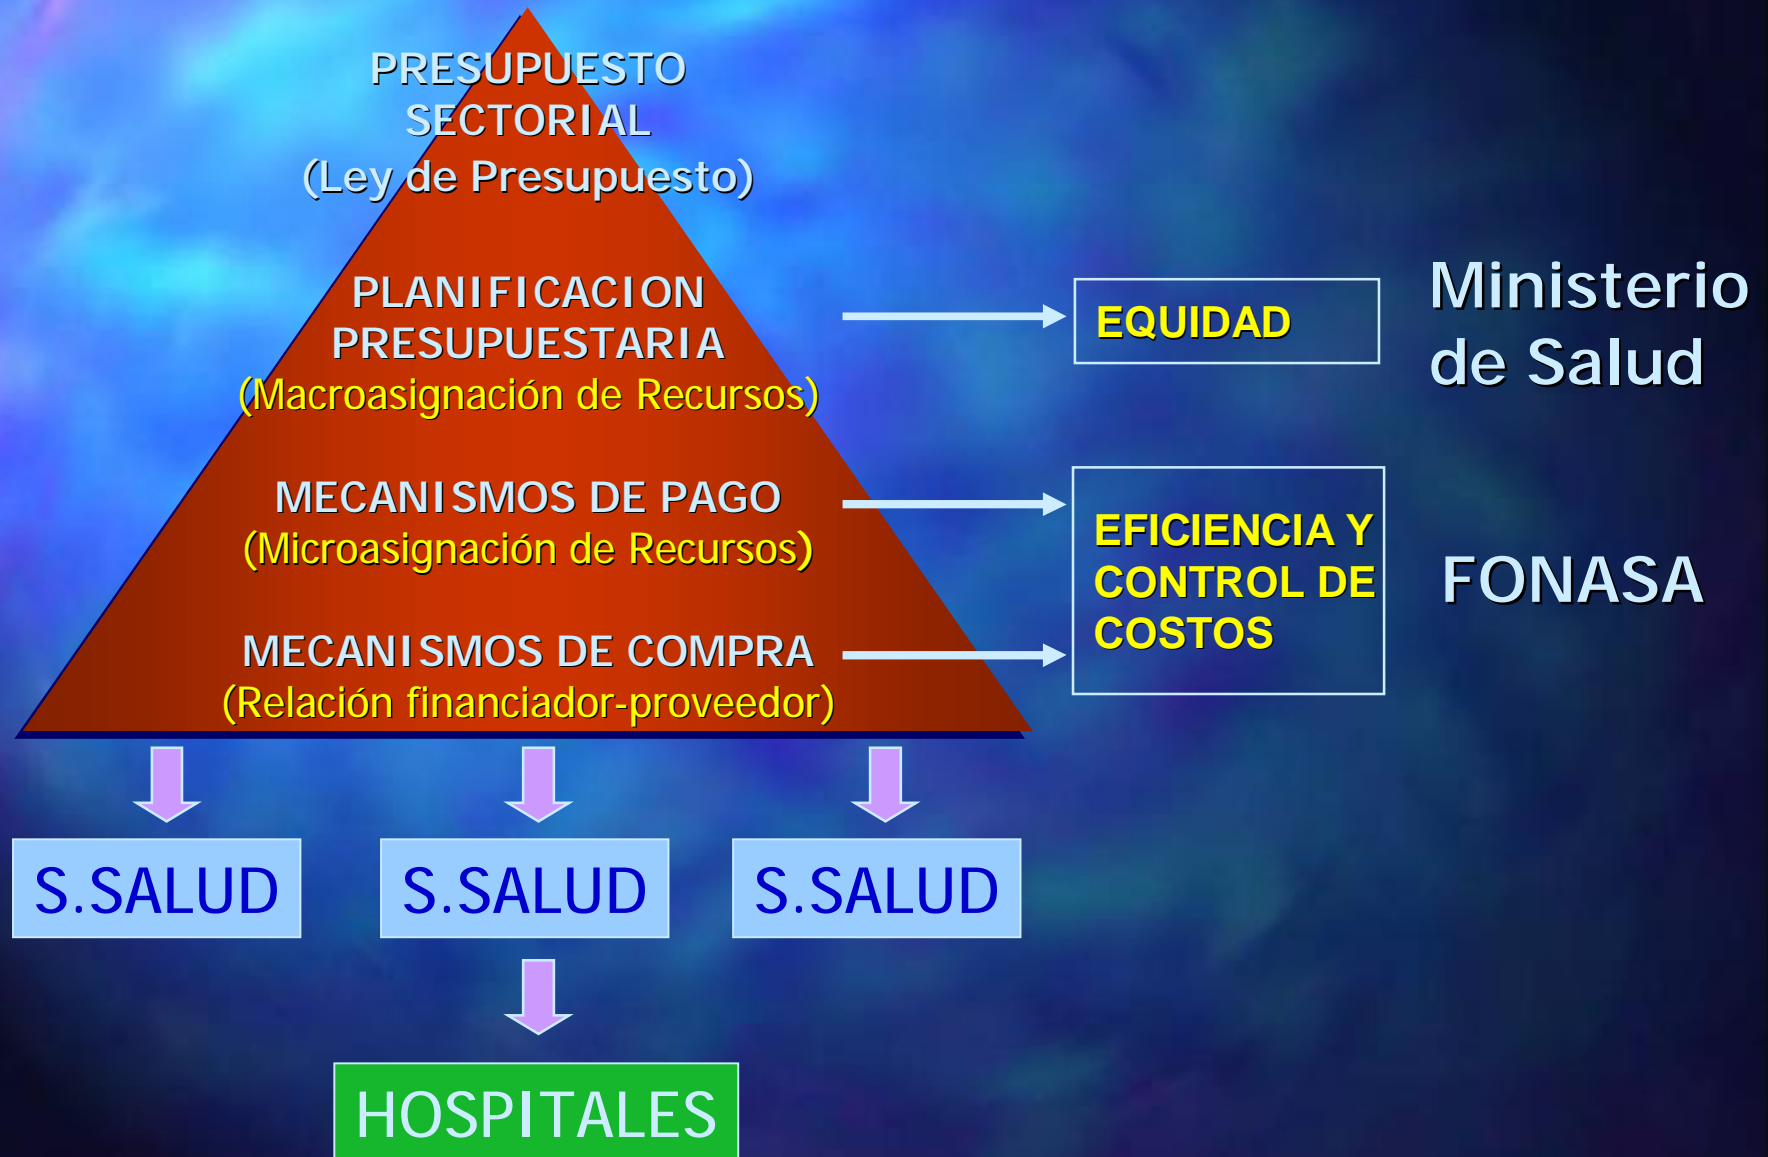 PRESUPUESTO
SECTORIAL
(Ley de Presupuesto)
PLANIFICACION
PRESUPUESTARIA
(Macroasignación de Recursos)
EQUIDAD
Ministerio
de Salud
MECANISMOS DE PAGO
(Microasignación de Recursos)
MECANISMOS DE COMPRA
(Relación financiador-proveedor)
EFICIENCIA Y
CONTROL DE
COSTOS
FONASA
S.SALUD
S.SALUD
S.SALUD
HOSPITALES